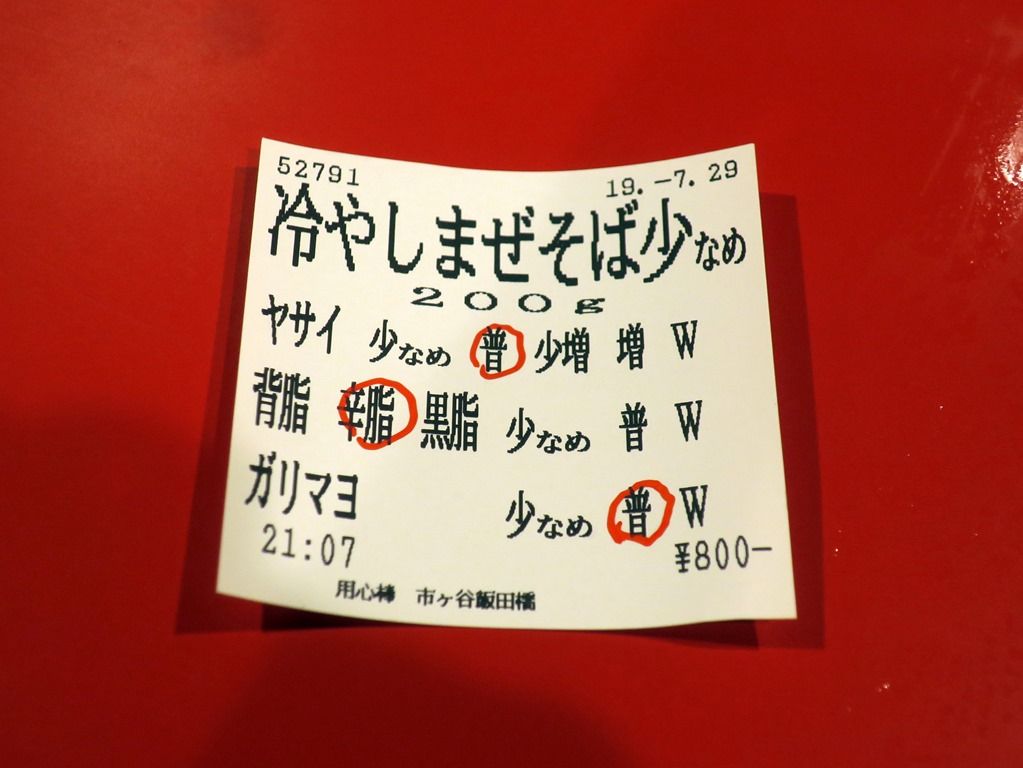 52791 19.-7.29
冷やしまぜそば少なめ
200g
ヤサイ 少なめ 普 少増 増 W
背脂 辛脂 黒脂 少なめ 普 W
ガリマヨ 少なめ 普 W
21:07 ¥800-
用心棒 市ヶ谷飯田橋